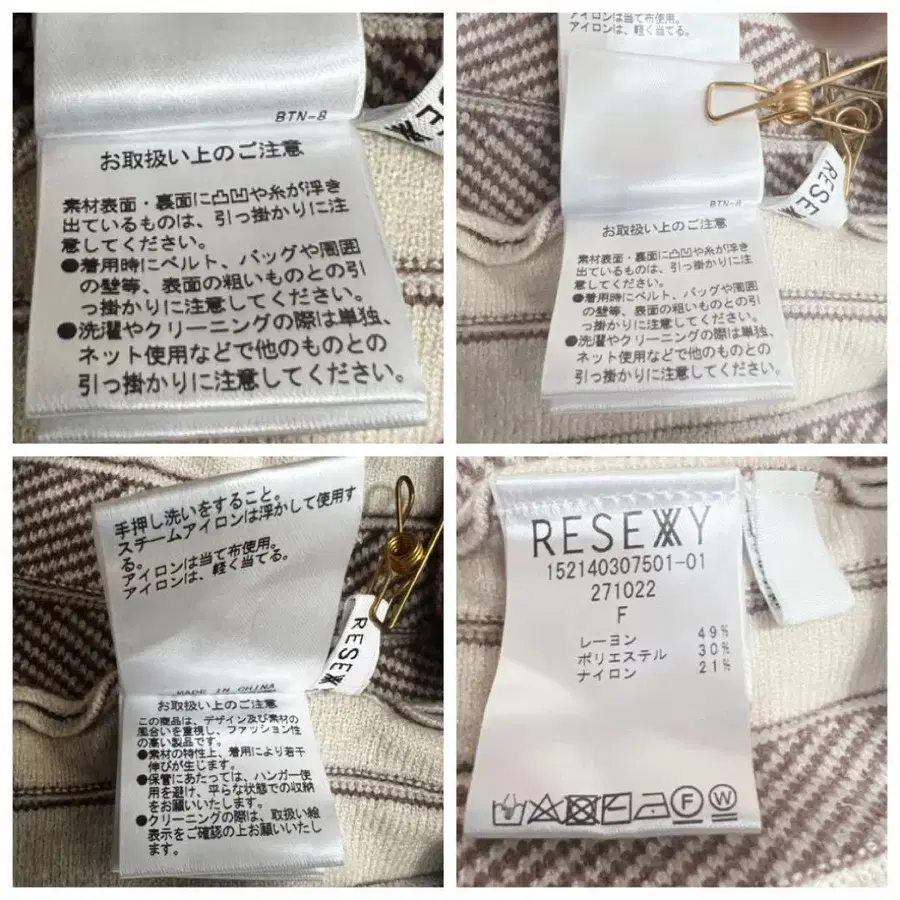 BTN-8
お取扱い上のご注意
素材表面・裏面に凸凹や糸が浮き
出ているものは、引っ掛かりに注
意してください。
●着用時にベルト、バッグや周囲
の壁等、表面の粗いものとの引
っ掛かりに注意してください。
●洗濯やクリーニングの際は単独、
ネット使用などで他のものとの
引っ掛かりに注意してください。
アイロンは当て布使用。
アイロンは、軽く当てる。
RESEXXY
BTN-8
お取扱い上のご注意
素材表面・裏面に凸凹や糸が浮き
出ているものは、引っ掛かりに注
意してください。
●着用時にベルト、バッグや周囲
の壁等、表面の粗いものとの引
っ掛かりに注意してください。
●洗濯やクリーニングの際は単独、
ネット使用などで他のものとの
引っ掛かりに注意してください。
手押し洗いをすること。
スチームアイロンは浮かして使用す
る。
アイロンは当て布使用。
アイロンは、軽く当てる。
RESEXX
MADE IN CHINA
お取扱い上のご注意
この商品は、デザイン及び素材の
風合いを重視し、ファッション性
の高い製品です。
●素材の特性上、着用により若干
伸びが生じます。
●保管にあたっては、ハンガー使
用を避け、平らな状態での収納
をお願いいたします。
●クリーニングの際は、取扱い絵
表示をご確認の上お願いいたし
ます。
RESEXXY
152140307501-01
271022
F
レーヨン 49%
ポリエステル 30%
ナイロン 21%
F W